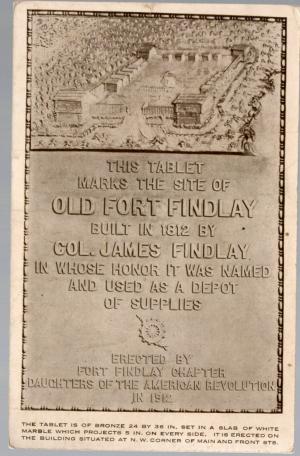 THIS TABLET
MARKS THE SITE OF
OLD FORT FINDLAY
BUILT IN 1812 BY
COL. JAMES FINDLAY,
IN WHOSE HONOR IT WAS NAMED
AND USED AS A DEPOT
OF SUPPLIES
ERECTED BY
FORT FINDLAY CHAPTER
DAUGHTERS OF THE AMERICAN REVOLUTION
IN 1912
THE TABLET IS OF BRONZE 24 BY 36 IN. SET IN A SLAB OF WHITE
MARBLE WHICH PROJECTS 5 IN. ON EVERY SIDE. IT IS ERECTED ON
THE BUILDING SITUATED AT N. W. CORNER OF MAIN AND FRONT STS.